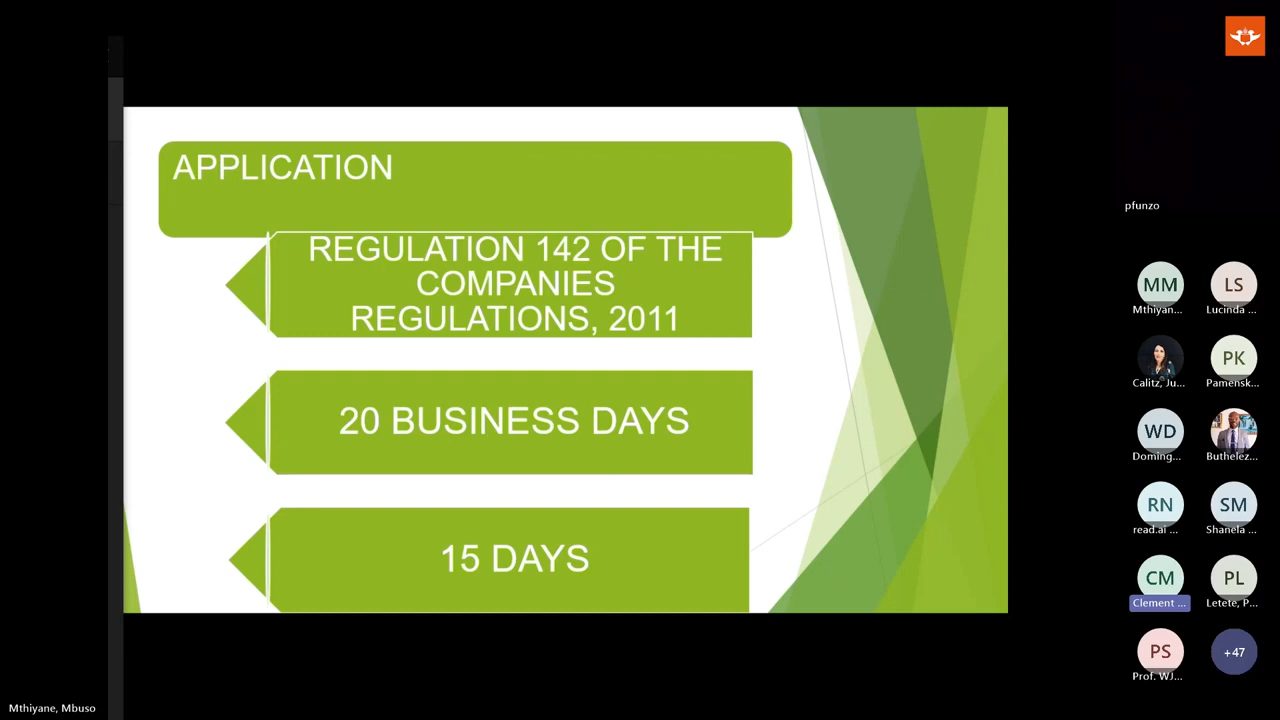 APPLICATION
REGULATION 142 OF THE
COMPANIES
REGULATIONS, 2011
20 BUSINESS DAYS
15 DAYS
pfunzo
MM
LS
Mthiyan...
Lucinda ...
Calitz, Ju...
PK
Pamensk...
WD
Doming...
Buthelez...
RN
SM
read.ai ...
Shanela ...
CM
PL
Clement ...
Letete, P...
PS
+47
Prof. WJ...
Mthiyane, Mbuso